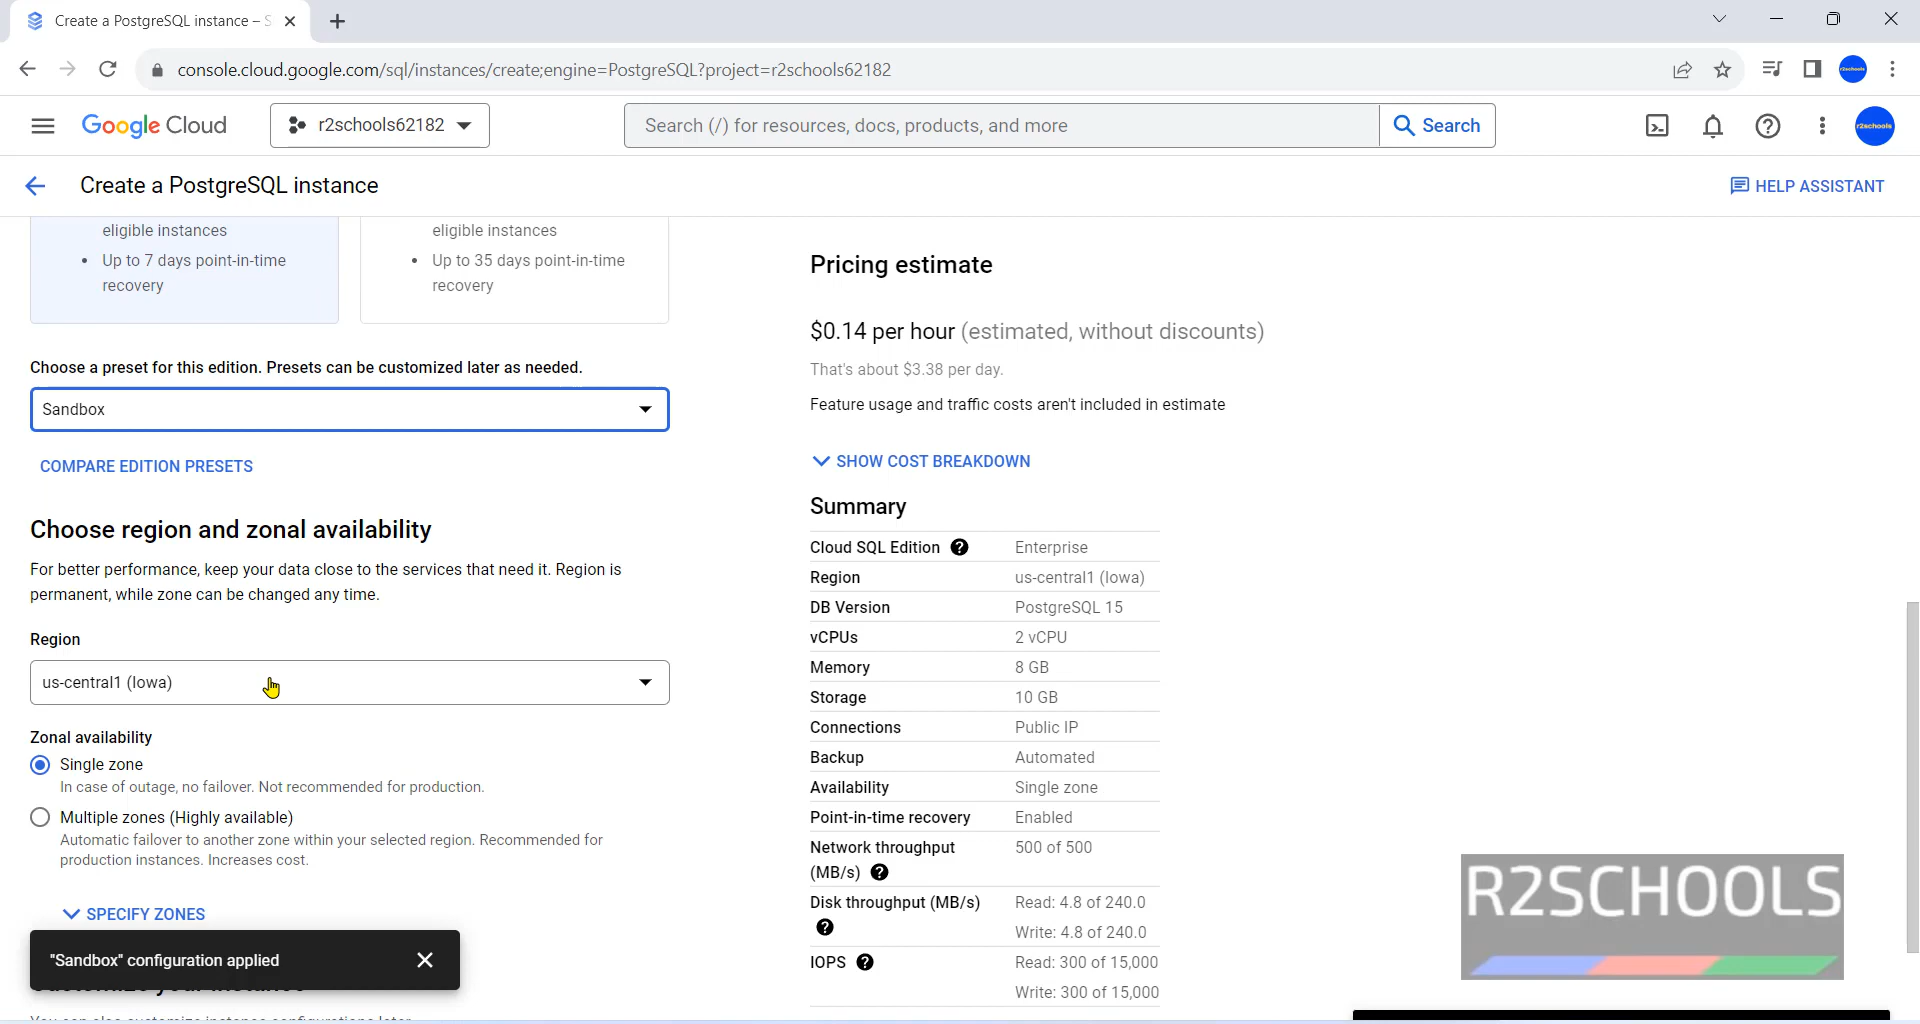 Create a PostgreSQL instance – S
console.cloud.google.com/sql/instances/create;engine=PostgreSQL?project=r2schools62182
r2schools
Google Cloud
r2schools62182
Search (/) for resources, docs, products, and more
Search
r2schools
Create a PostgreSQL instance
HELP ASSISTANT
eligible instances
• Up to 7 days point-in-time
recovery
eligible instances
• Up to 35 days point-in-time
recovery
Choose a preset for this edition. Presets can be customized later as needed.
Sandbox
COMPARE EDITION PRESETS
Choose region and zonal availability
For better performance, keep your data close to the services that need it. Region is
permanent, while zone can be changed any time.
Region
us-central1 (Iowa)
Zonal availability
Single zone
In case of outage, no failover. Not recommended for production.
Multiple zones (Highly available)
Automatic failover to another zone within your selected region. Recommended for
production instances. Increases cost.
SPECIFY ZONES
"Sandbox" configuration applied
Customize your instance
You can also customize instance configurations later
Pricing estimate
$0.14 per hour (estimated, without discounts)
That's about $3.38 per day.
Feature usage and traffic costs aren't included in estimate
SHOW COST BREAKDOWN
Summary
Cloud SQL Edition Enterprise
Region us-central1 (Iowa)
DB Version PostgreSQL 15
vCPUs 2 vCPU
Memory 8 GB
Storage 10 GB
Connections Public IP
Backup Automated
Availability Single zone
Point-in-time recovery Enabled
Network throughput 500 of 500
(MB/s)
Disk throughput (MB/s) Read: 4.8 of 240.0
Write: 4.8 of 240.0
IOPS Read: 300 of 15,000
Write: 300 of 15,000
R2SCHOOLS